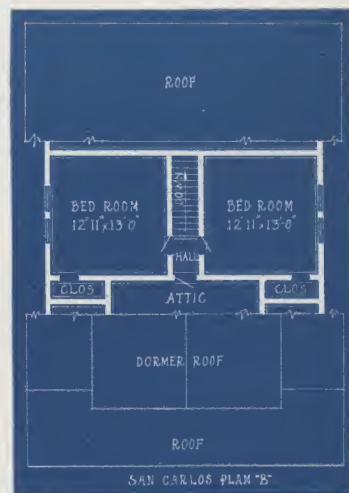 ROOF
DOWN
BED ROOM
12'11"x13'0"
BED ROOM
12'11"x13'-0"
HALL
CLOS
ATTIC
CLOS
DORMER ROOF
ROOF
SAN CARLOS PLAN "B"